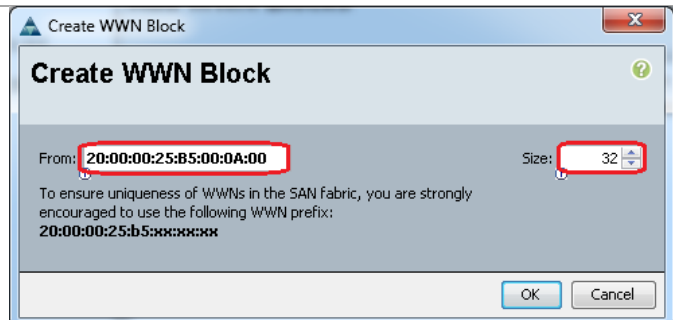 Create WWN Block
Create WWN Block
From: 20:00:00:25:B5:00:0A:00 Size: 32
To ensure uniqueness of WWNs in the SAN fabric, you are strongly
encouraged to use the following WWN prefix:
20:00:00:25:b5:xx:xx:xx
OK Cancel